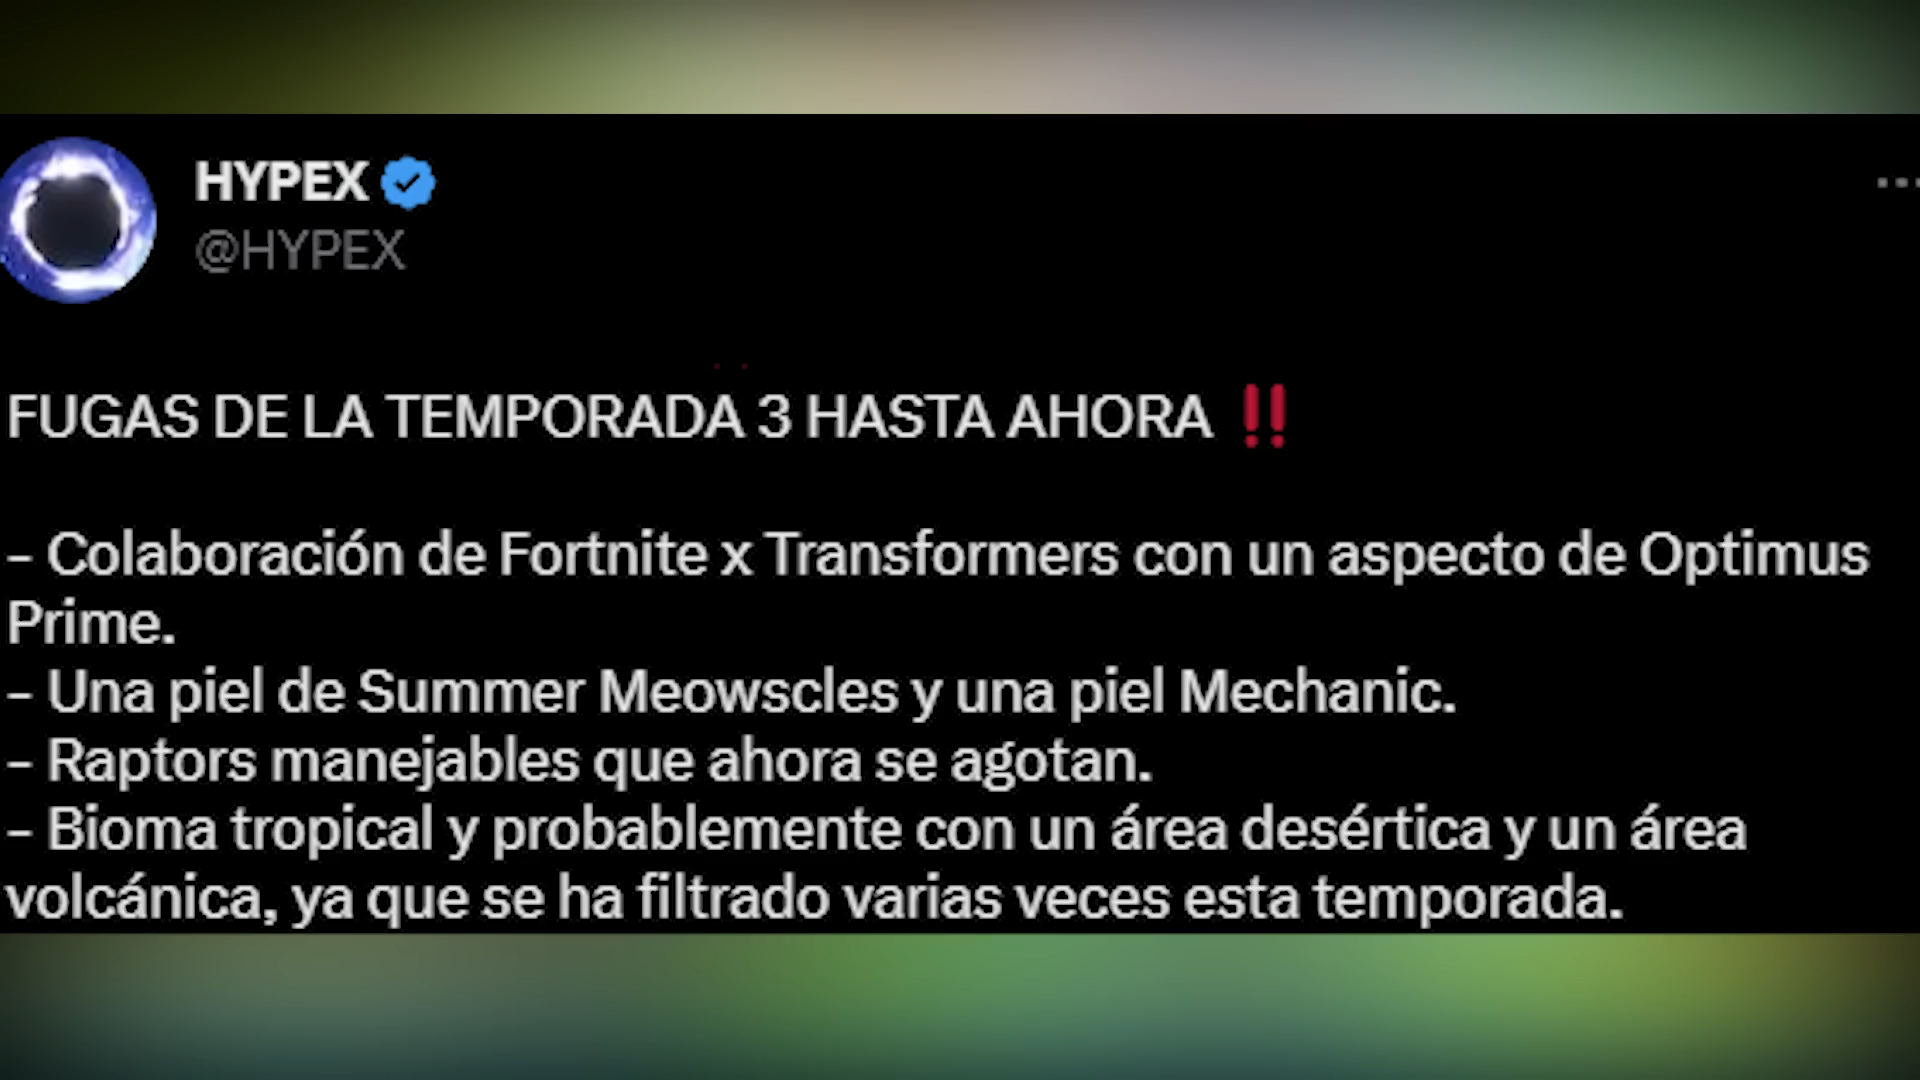 HYPEX
@HYPEX
FUGAS DE LA TEMPORADA 3 HASTA AHORA ‼
– Colaboración de Fortnite x Transformers con un aspecto de Optimus
Prime.
– Una piel de Summer Meowscles y una piel Mechanic.
– Raptors manejables que ahora se agotan.
– Bioma tropical y probablemente con un área desértica y un área
volcánica, ya que se ha filtrado varias veces esta temporada.